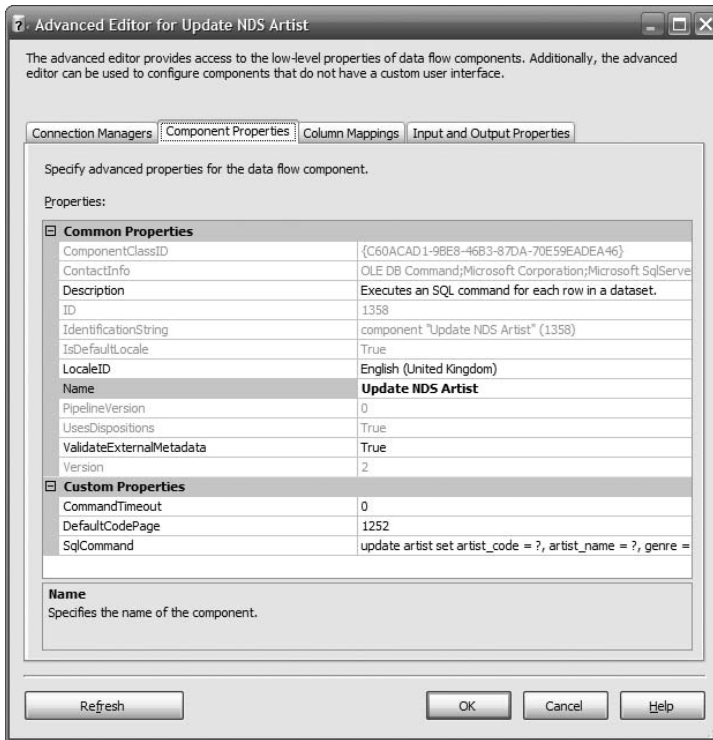 Advanced Editor for Update NDS Artist
The advanced editor provides access to the low-level properties of data flow components. Additionally, the advanced
editor can be used to configure components that do not have a custom user interface.
Connection Managers Component Properties Column Mappings Input and Output Properties
Specify advanced properties for the data flow component.
Properties:
Common Properties
ComponentClassID {C60ACAD1-9BE8-46B3-87DA-70E59EADEA46}
ContactInfo OLE DB Command;Microsoft Corporation;Microsoft SqlServe
Description Executes an SQL command for each row in a dataset.
ID 1358
IdentificationString component "Update NDS Artist" (1358)
IsDefaultLocale True
LocaleID English (United Kingdom)
Name Update NDS Artist
PipelineVersion 0
UsesDispositions True
ValidateExternalMetadata True
Version 2
Custom Properties
CommandTimeout 0
DefaultCodePage 1252
SqlCommand update artist set artist_code = ?, artist_name = ?, genre =
Name
Specifies the name of the component.
Refresh OK Cancel Help